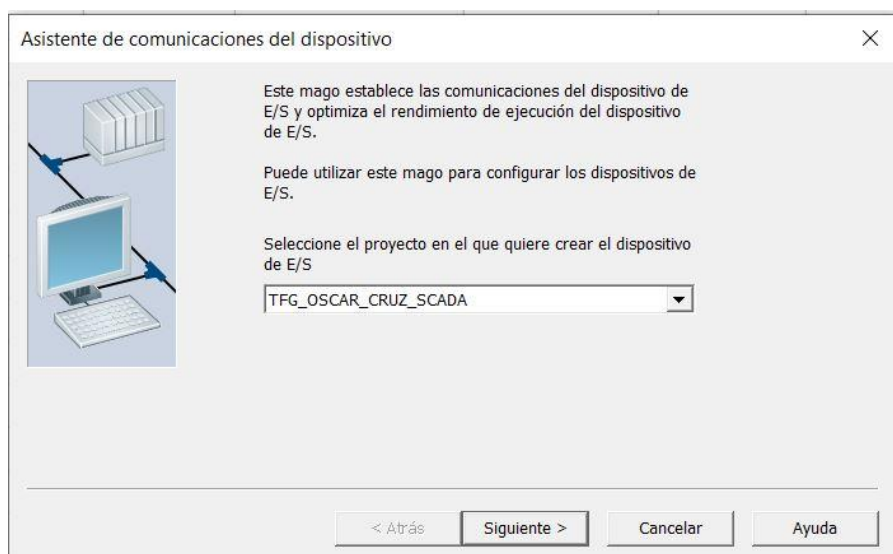 Asistente de comunicaciones del dispositivo
Este mago establece las comunicaciones del dispositivo de
E/S y optimiza el rendimiento de ejecución del dispositivo
de E/S.
Puede utilizar este mago para configurar los dispositivos de
E/S.
Seleccione el proyecto en el que quiere crear el dispositivo
de E/S
TFG_OSCAR_CRUZ_SCADA
< Atrás
Siguiente >
Cancelar
Ayuda